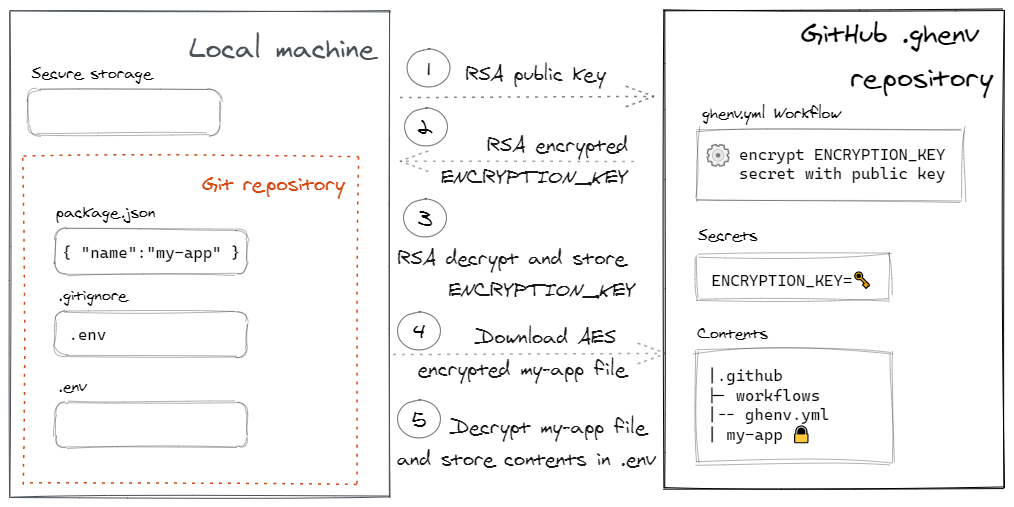 Local machine
Secure storage
Git repository
package.json
{ "name":"my-app" }
.gitignore
.env
.env
1
RSA public key
2
RSA encrypted
ENCRYPTION_KEY
3
RSA decrypt and store
ENCRYPTION_KEY
4
Download AES
encrypted my-app file
5
Decrypt my-app file
and store contents in .env
GitHub .ghenv
repository
ghenv.yml Workflow
encrypt ENCRYPTION_KEY
secret with public key
Secrets
ENCRYPTION_KEY=🔑
Contents
|.github
├─ workflows
|-- ghenv.yml
| my-app 🔒